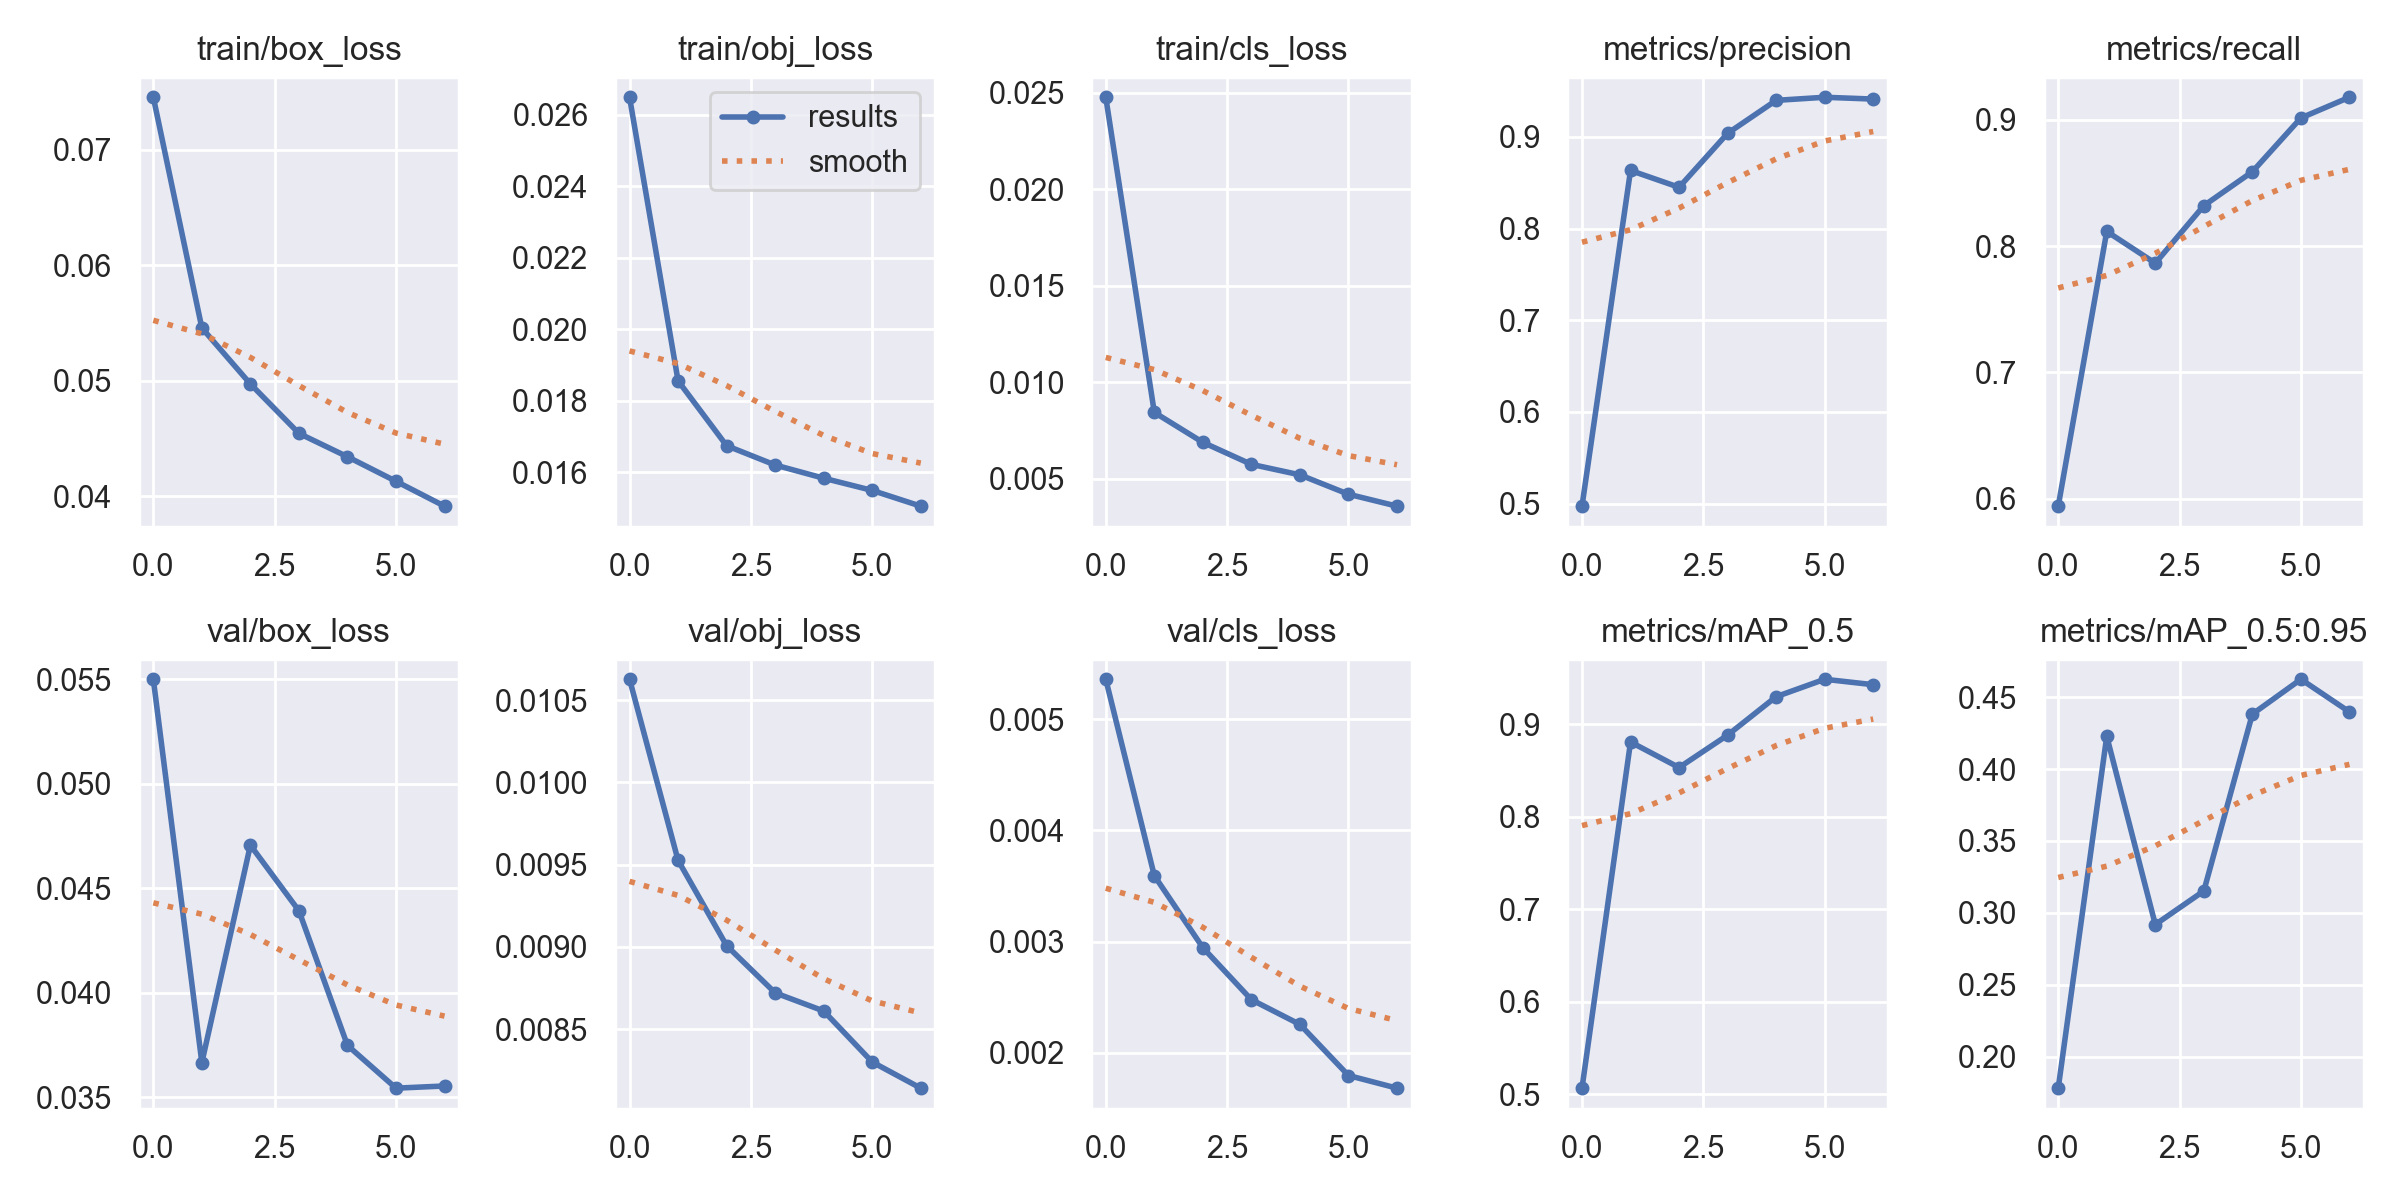 train/box_loss
0.07
0.06
0.05
0.04
0.0 2.5 5.0
train/obj_loss
results
smooth
0.026
0.024
0.022
0.020
0.018
0.016
0.0 2.5 5.0
train/cls_loss
0.025
0.020
0.015
0.010
0.005
0.0 2.5 5.0
metrics/precision
0.9
0.8
0.7
0.6
0.5
0.0 2.5 5.0
metrics/recall
0.9
0.8
0.7
0.6
0.0 2.5 5.0
val/box_loss
0.055
0.050
0.045
0.040
0.035
0.0 2.5 5.0
val/obj_loss
0.0105
0.0100
0.0095
0.0090
0.0085
0.0 2.5 5.0
val/cls_loss
0.005
0.004
0.003
0.002
0.0 2.5 5.0
metrics/mAP_0.5
0.9
0.8
0.7
0.6
0.5
0.0 2.5 5.0
metrics/mAP_0.5:0.95
0.45
0.40
0.35
0.30
0.25
0.20
0.0 2.5 5.0